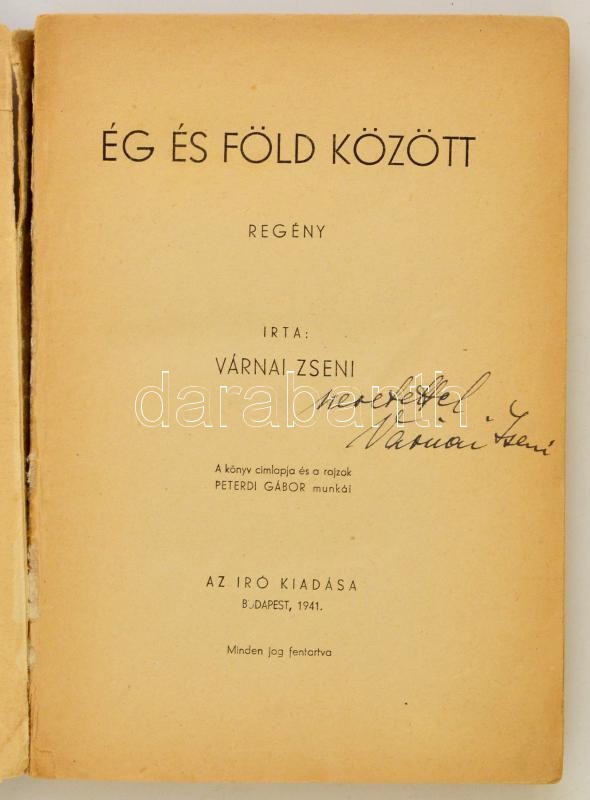 ÉG ÉS FÖLD KÖZÖTT
REGÉNY
IRTA:
VÁRNAI ZSENI
szeretettel
Várnai Zseni
darabanth
A könyv cimlapja és a rajzok
PETERDI GÁBOR munkái
AZ IRÓ KIADÁSA
BUDAPEST, 1941.
Minden jog fentartva